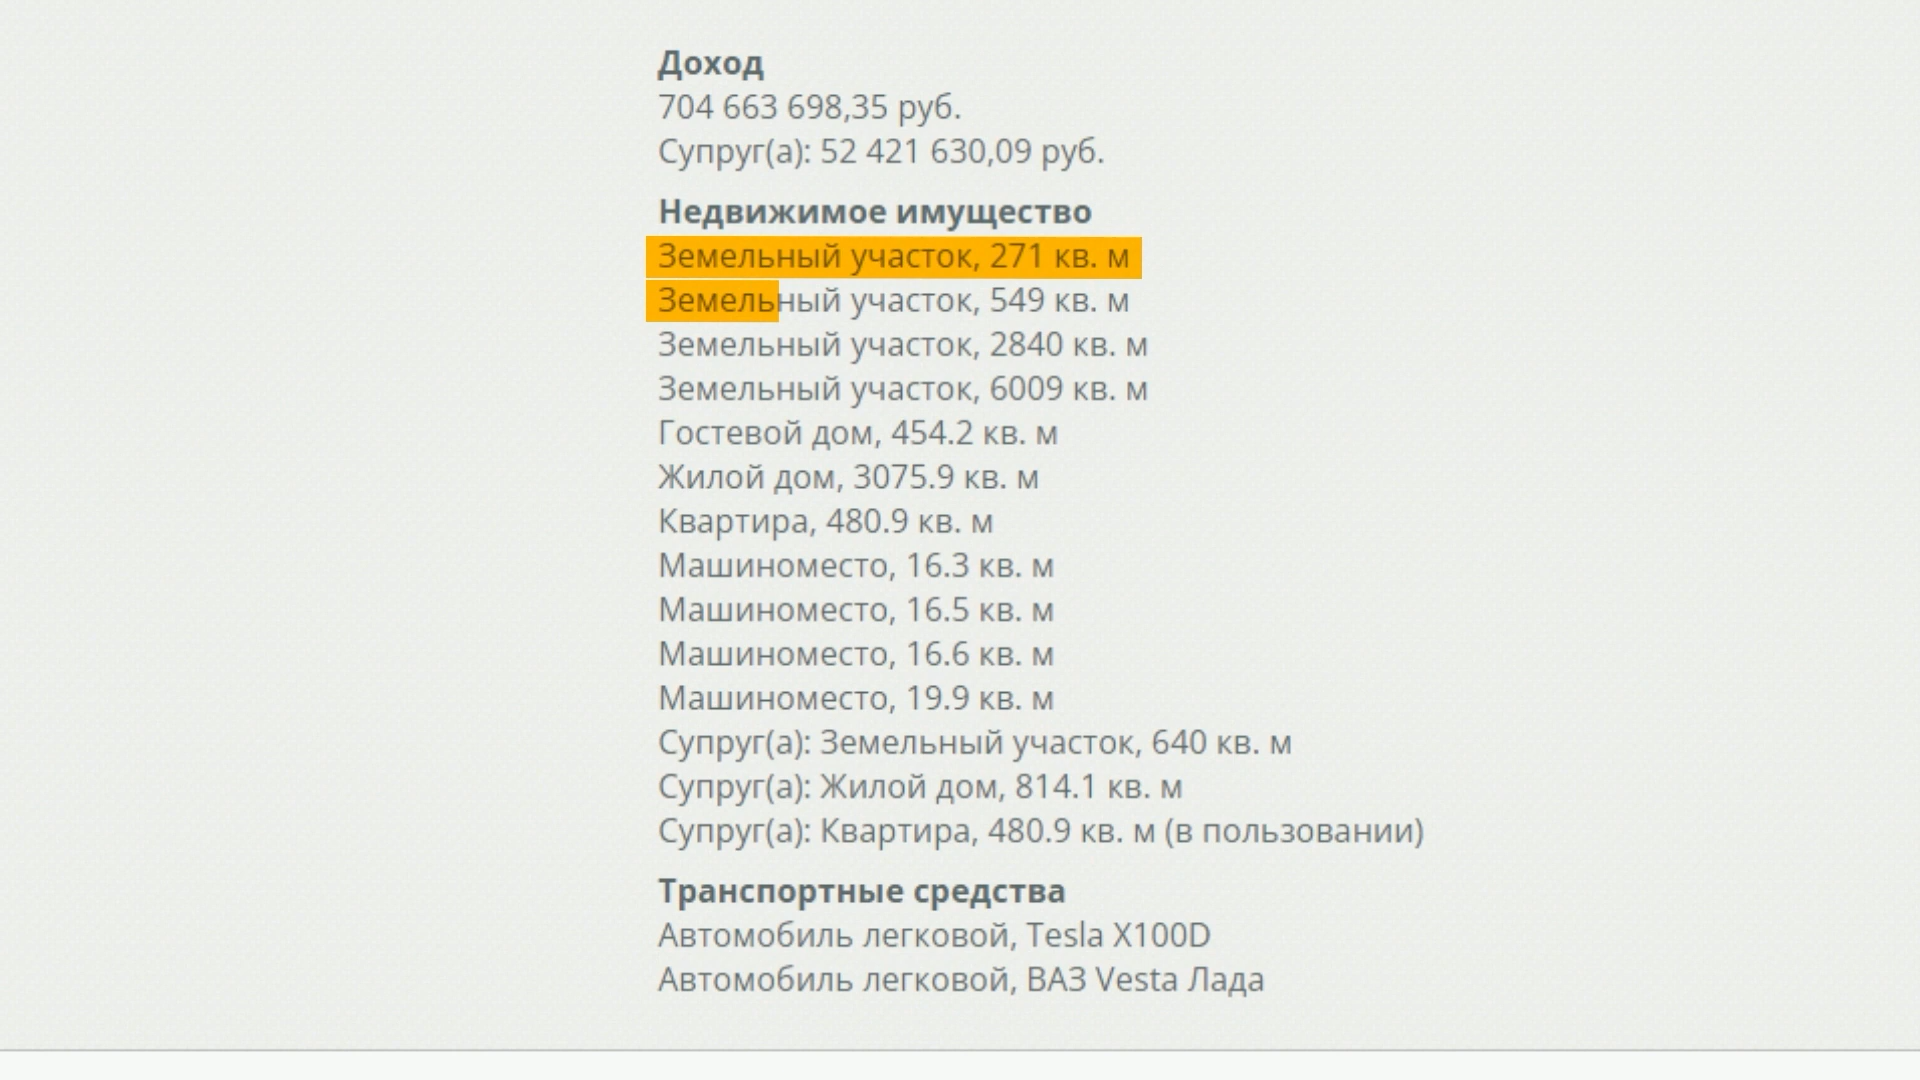 Доход
704 663 698,35 руб.
Супруг(а): 52 421 630,09 руб.
Недвижимое имущество
Земельный участок, 271 кв. м
Земельный участок, 549 кв. м
Земельный участок, 2840 кв. м
Земельный участок, 6009 кв. м
Гостевой дом, 454.2 кв. м
Жилой дом, 3075.9 кв. м
Квартира, 480.9 кв. м
Машиноместо, 16.3 кв. м
Машиноместо, 16.5 кв. м
Машиноместо, 16.6 кв. м
Машиноместо, 19.9 кв. м
Супруг(а): Земельный участок, 640 кв. м
Супруг(а): Жилой дом, 814.1 кв. м
Супруг(а): Квартира, 480.9 кв. м (в пользовании)
Транспортные средства
Автомобиль легковой, Tesla X100D
Автомобиль легковой, ВАЗ Vesta Лада